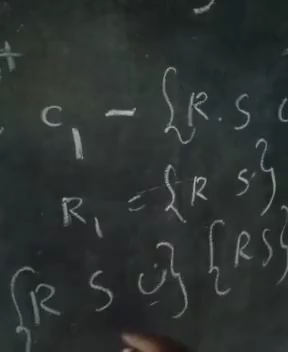 +
C₁ - {R. S
R₁ = {R S}
{R S U} {R S}